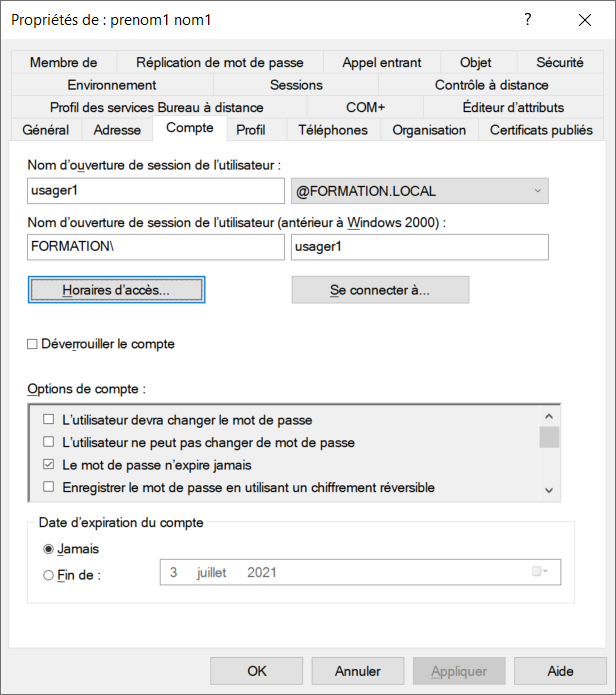 Propriétés de : prenom1 nom1 ?
Membre de Réplication de mot de passe Appel entrant Objet Sécurité
Environnement Sessions Contrôle à distance
Profil des services Bureau à distance COM+ Éditeur d'attributs
Général Adresse Compte Profil Téléphones Organisation Certificats publiés
Nom d'ouverture de session de l'utilisateur :
usager1 @FORMATION.LOCAL
Nom d'ouverture de session de l'utilisateur (antérieur à Windows 2000) :
FORMATION\ usager1
Horaires d'accès... Se connecter à...
Déverrouiller le compte
Options de compte :
L'utilisateur devra changer le mot de passe
L'utilisateur ne peut pas changer de mot de passe
Le mot de passe n'expire jamais
Enregistrer le mot de passe en utilisant un chiffrement réversible
Date d'expiration du compte
Jamais
Fin de : 3 juillet 2021
OK Annuler Appliquer Aide